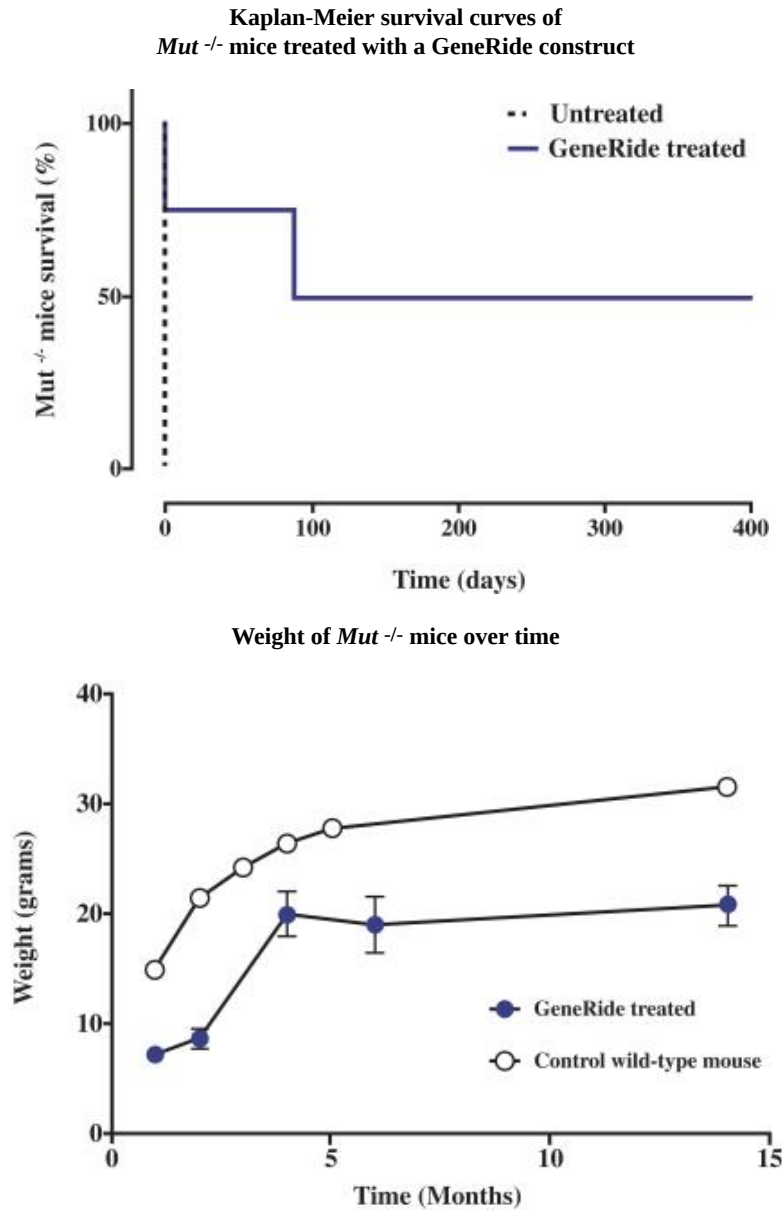 Kaplan-Meier survival curves of
Mut -/- mice treated with a GeneRide construct
Mut -/- mice survival (%)
100
50
0
Untreated
GeneRide treated
0 100 200 300 400
Time (days)
Weight of Mut -/- mice over time
Weight (grams)
40
30
20
10
0
GeneRide treated
Control wild-type mouse
0 5 10 15
Time (Months)